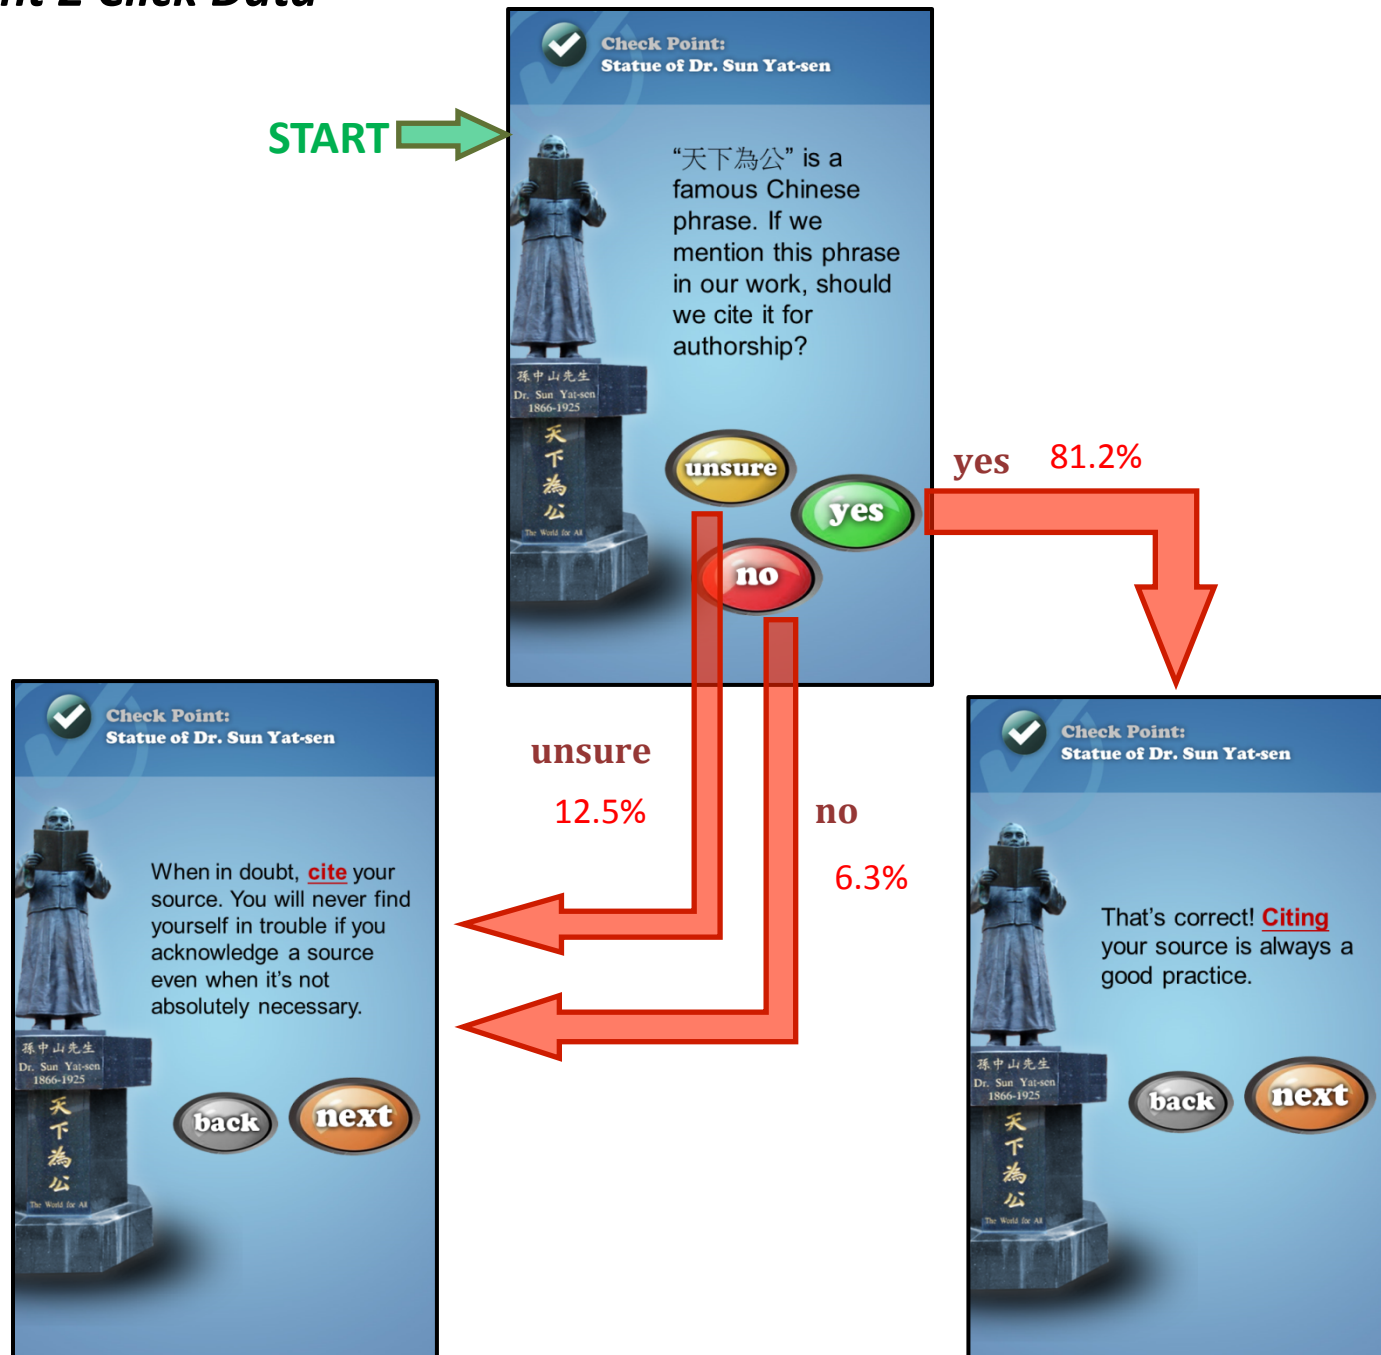 2 Click Data
Check Point:
Statue of Dr. Sun Yat-sen
START
“天下為公” is a
famous Chinese
phrase. If we
mention this phrase
in our work, should
we cite it for
authorship?
孫中山先生
Dr. Sun Yat-sen
1866-1925
天
下
為
公
The World for All
unsure
yes
no
yes 81.2%
unsure
12.5%
no
6.3%
Check Point:
Statue of Dr. Sun Yat-sen
When in doubt, cite your
source. You will never find
yourself in trouble if you
acknowledge a source
even when it’s not
absolutely necessary.
孫中山先生
Dr. Sun Yat-sen
1866-1925
天
下
為
公
The World for All
back
next
Check Point:
Statue of Dr. Sun Yat-sen
That’s correct! Citing
your source is always a
good practice.
孫中山先生
Dr. Sun Yat-sen
1866-1925
天
下
為
公
The World for All
back
next